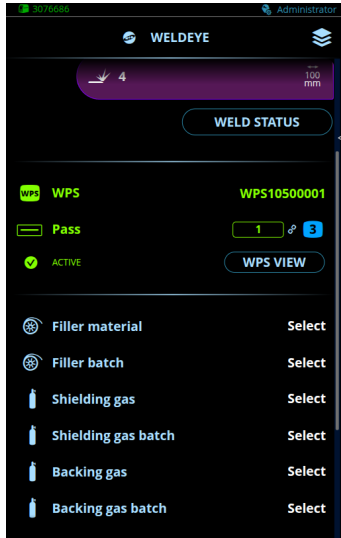 3076686 Administrator
WELDEYE
4 100 mm
WELD STATUS
WPS WPS WPS10500001
Pass 1 3
ACTIVE WPS VIEW
Filler material Select
Filler batch Select
Shielding gas Select
Shielding gas batch Select
Backing gas Select
Backing gas batch Select